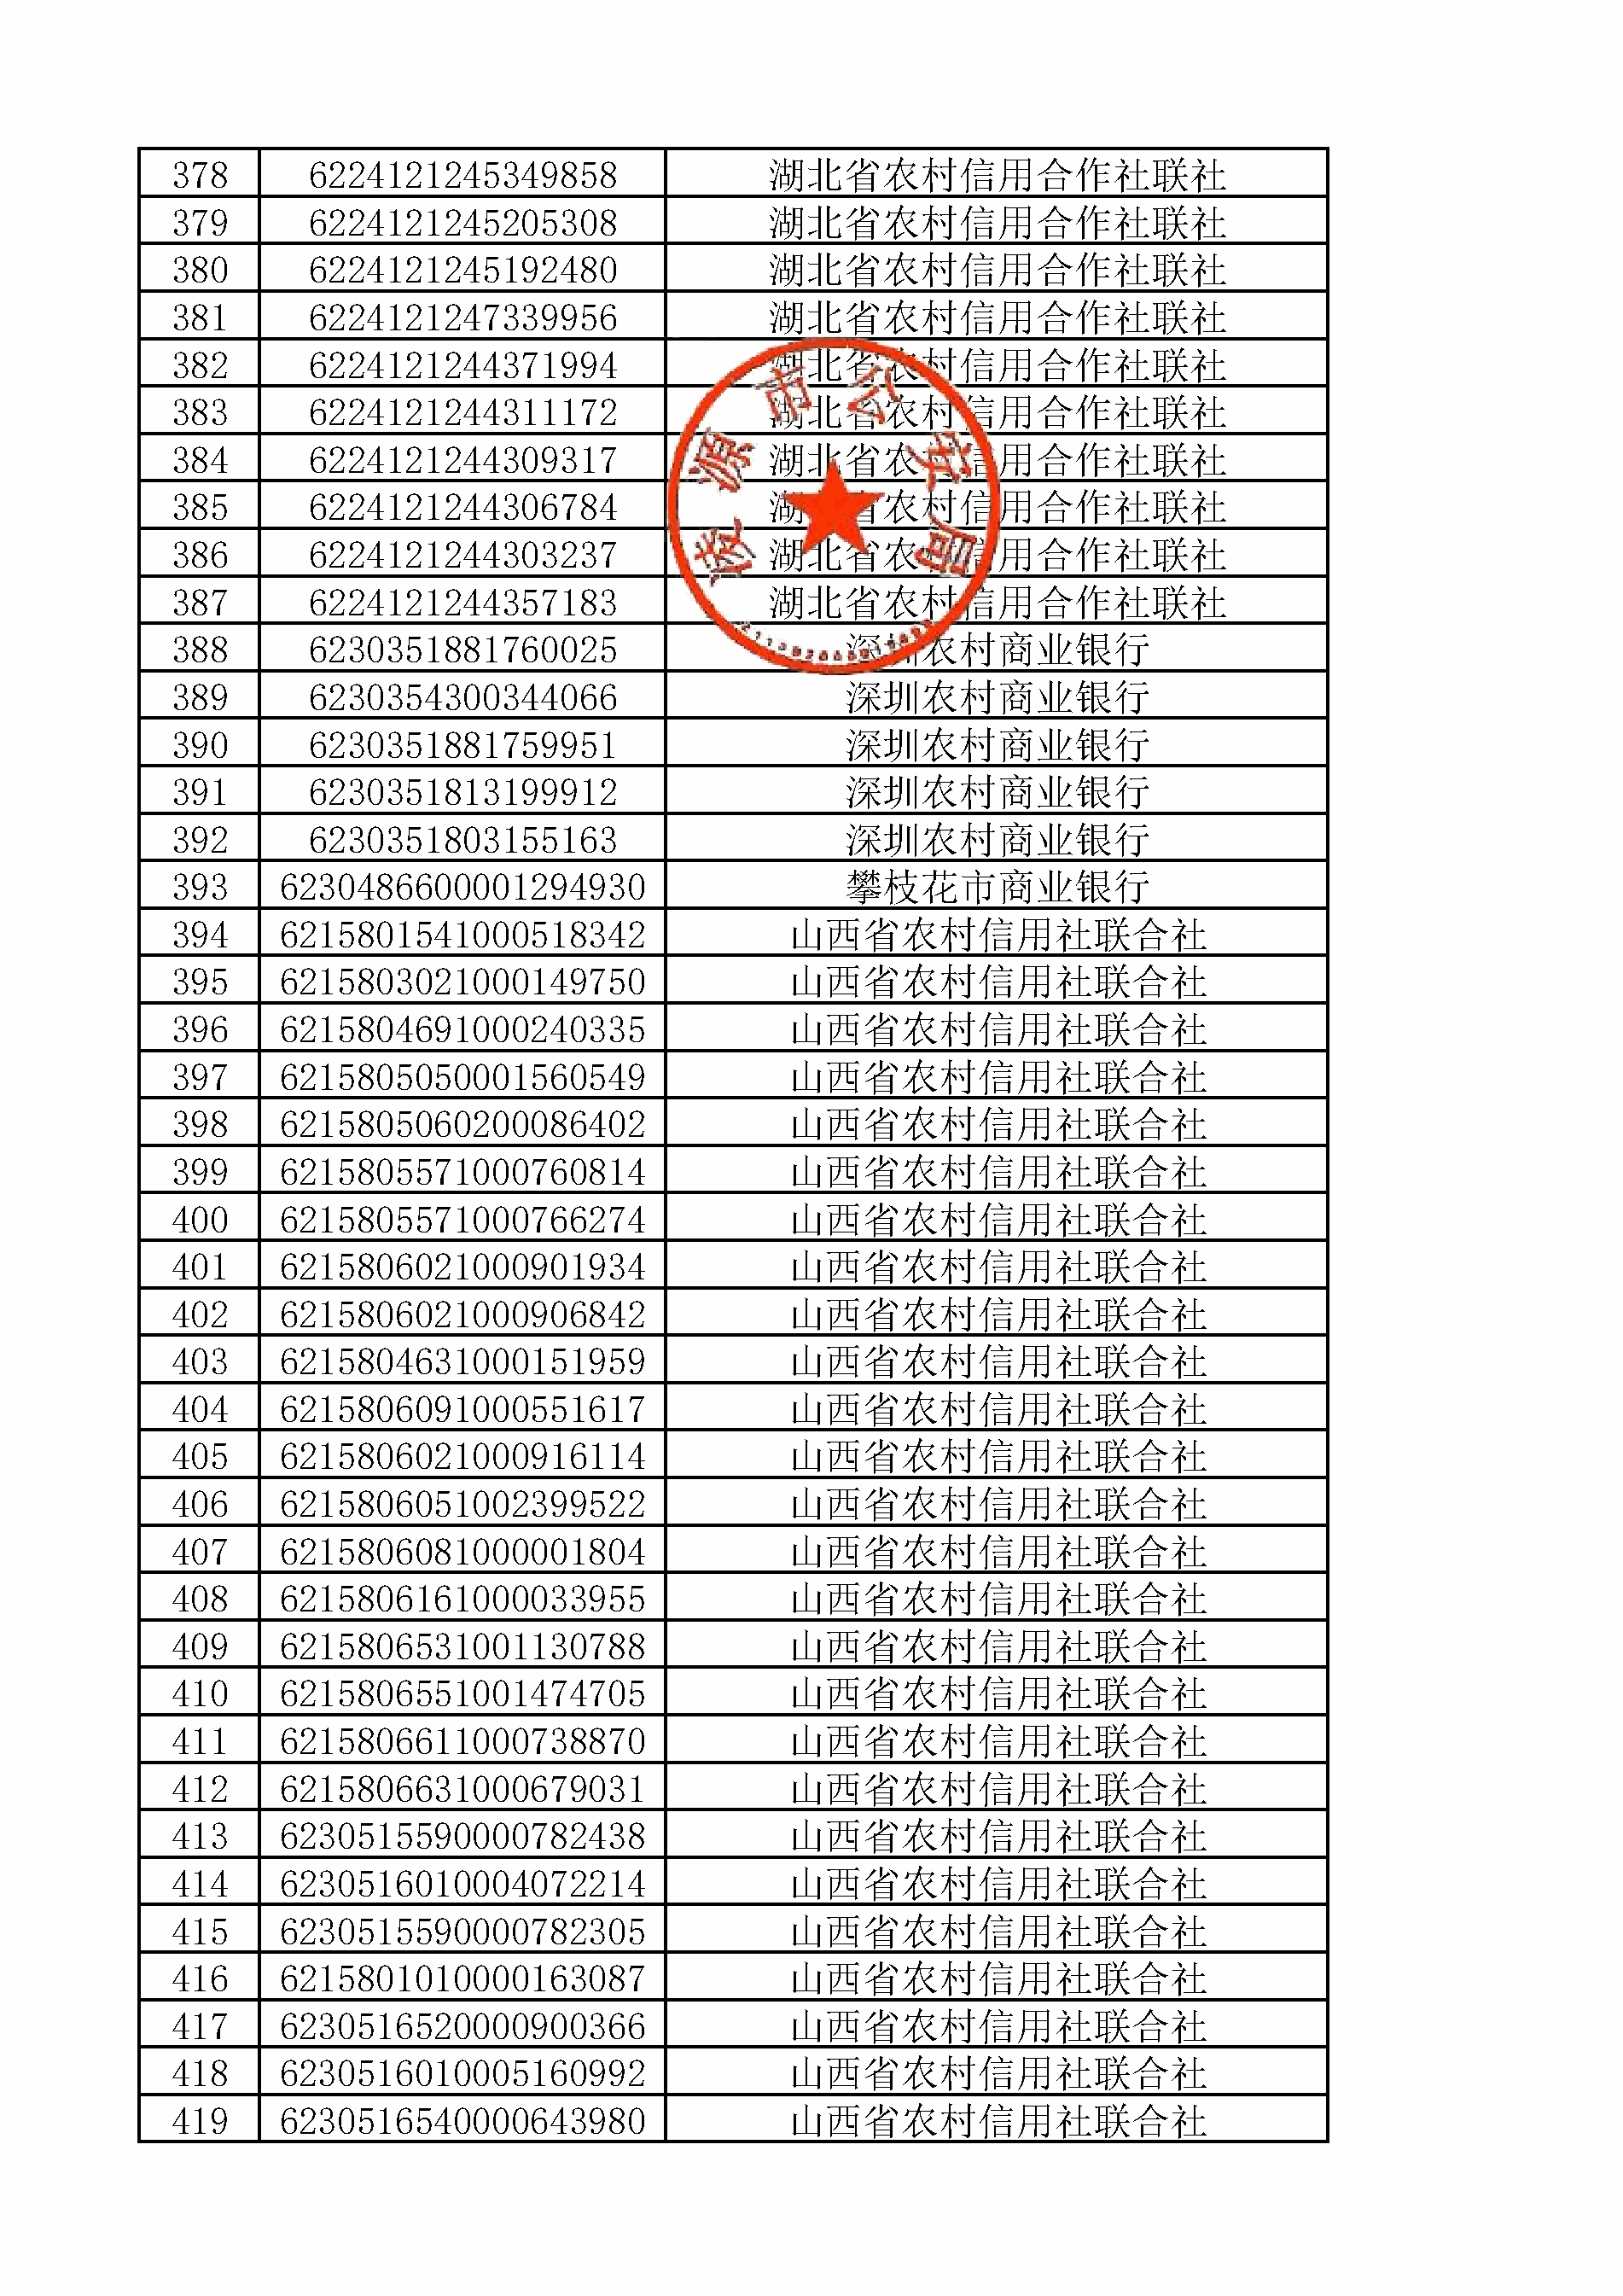 378 6224121245349858 湖北省农村信用合作社联社
379 6224121245205308 湖北省农村信用合作社联社
380 6224121245192480 湖北省农村信用合作社联社
381 6224121247339956 湖北省农村信用合作社联社
382 6224121244371994 湖北省农村信用合作社联社
383 6224121244311172 湖北省农村信用合作社联社
384 6224121244309317 湖北省农村信用合作社联社
385 6224121244306784 湖北省农村信用合作社联社
386 6224121244303237 湖北省农村信用合作社联社
387 6224121244357183 湖北省农村信用合作社联社
388 6230351881760025 深圳农村商业银行
389 6230354300344066 深圳农村商业银行
390 6230351881759951 深圳农村商业银行
391 6230351813199912 深圳农村商业银行
392 6230351803155163 深圳农村商业银行
393 6230486600001294930 攀枝花市商业银行
394 6215801541000518342 山西省农村信用社联合社
395 6215803021000149750 山西省农村信用社联合社
396 6215804691000240335 山西省农村信用社联合社
397 6215805050001560549 山西省农村信用社联合社
398 6215805060200086402 山西省农村信用社联合社
399 6215805571000760814 山西省农村信用社联合社
400 6215805571000766274 山西省农村信用社联合社
401 6215806021000901934 山西省农村信用社联合社
402 6215806021000906842 山西省农村信用社联合社
403 6215804631000151959 山西省农村信用社联合社
404 6215806091000551617 山西省农村信用社联合社
405 6215806021000916114 山西省农村信用社联合社
406 6215806051002399522 山西省农村信用社联合社
407 6215806081000001804 山西省农村信用社联合社
408 6215806161000033955 山西省农村信用社联合社
409 6215806531001130788 山西省农村信用社联合社
410 6215806551001474705 山西省农村信用社联合社
411 6215806611000738870 山西省农村信用社联合社
412 6215806631000679031 山西省农村信用社联合社
413 6230515590000782438 山西省农村信用社联合社
414 6230516010004072214 山西省农村信用社联合社
415 6230515590000782305 山西省农村信用社联合社
416 6215801010000163087 山西省农村信用社联合社
417 6230516520000900366 山西省农村信用社联合社
418 6230516010005160992 山西省农村信用社联合社
419 6230516540000643980 山西省农村信用社联合社
凌源市公安局